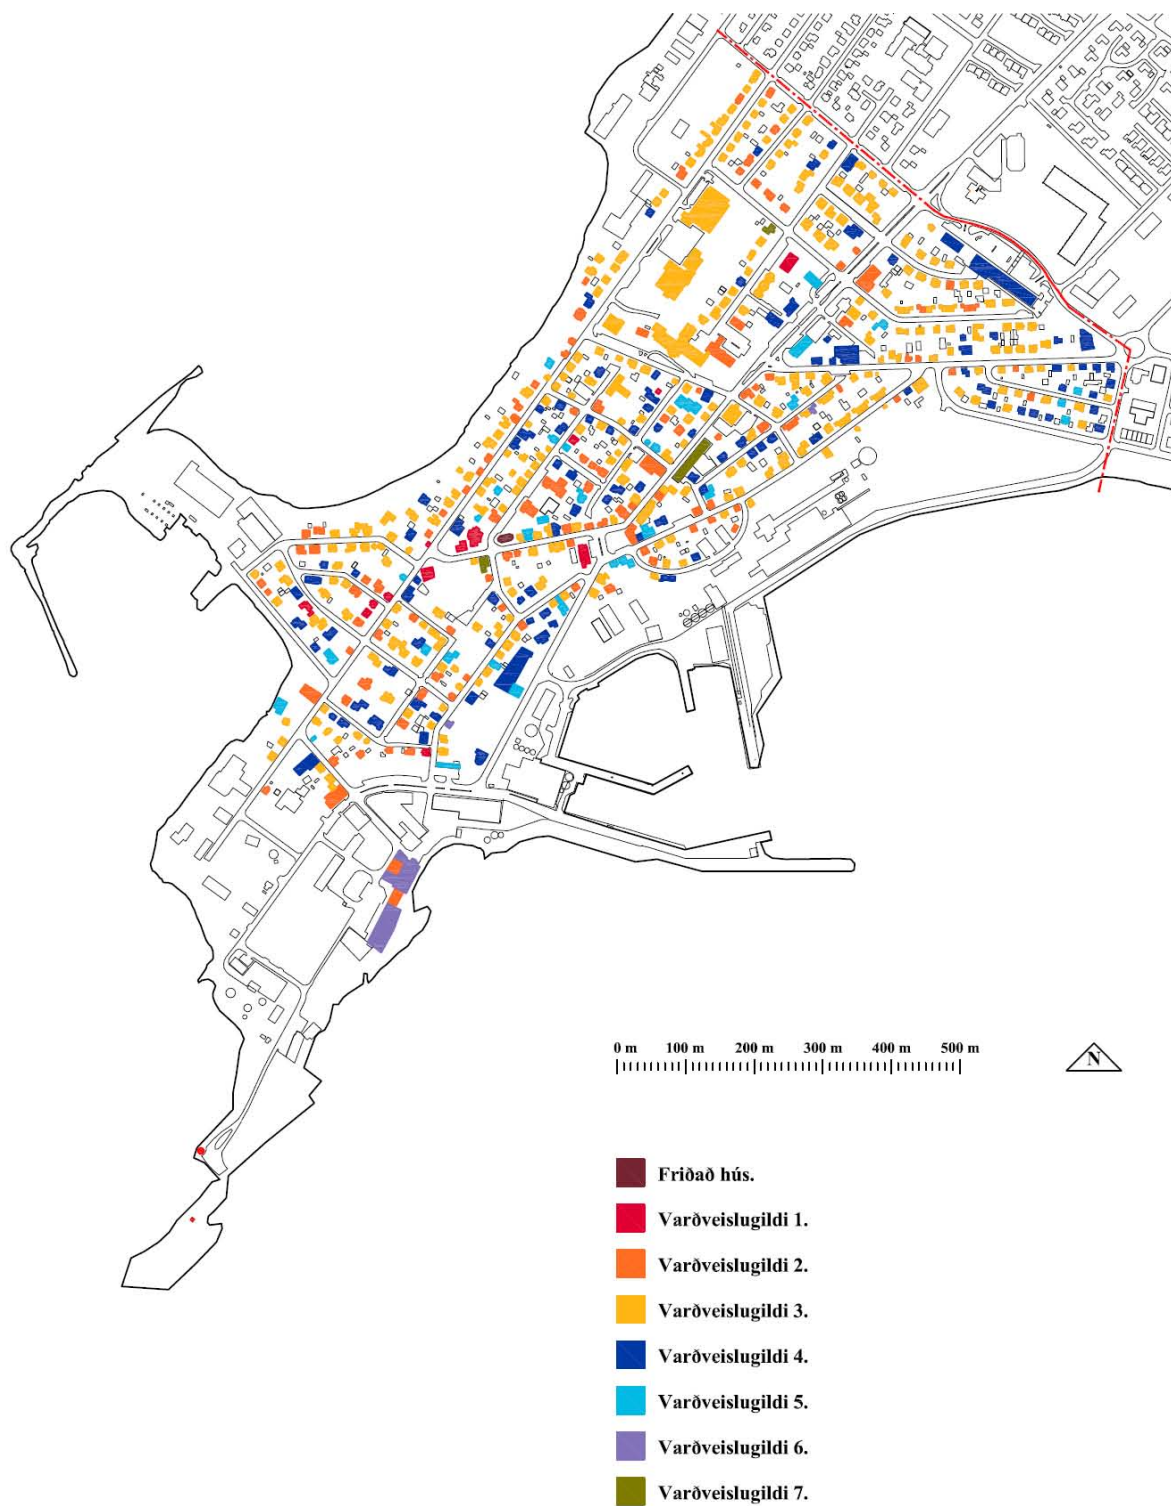 0 m 100 m 200 m 300 m 400 m 500 m
N
Friðað hús.
Varðveislugildi 1.
Varðveislugildi 2.
Varðveislugildi 3.
Varðveislugildi 4.
Varðveislugildi 5.
Varðveislugildi 6.
Varðveislugildi 7.